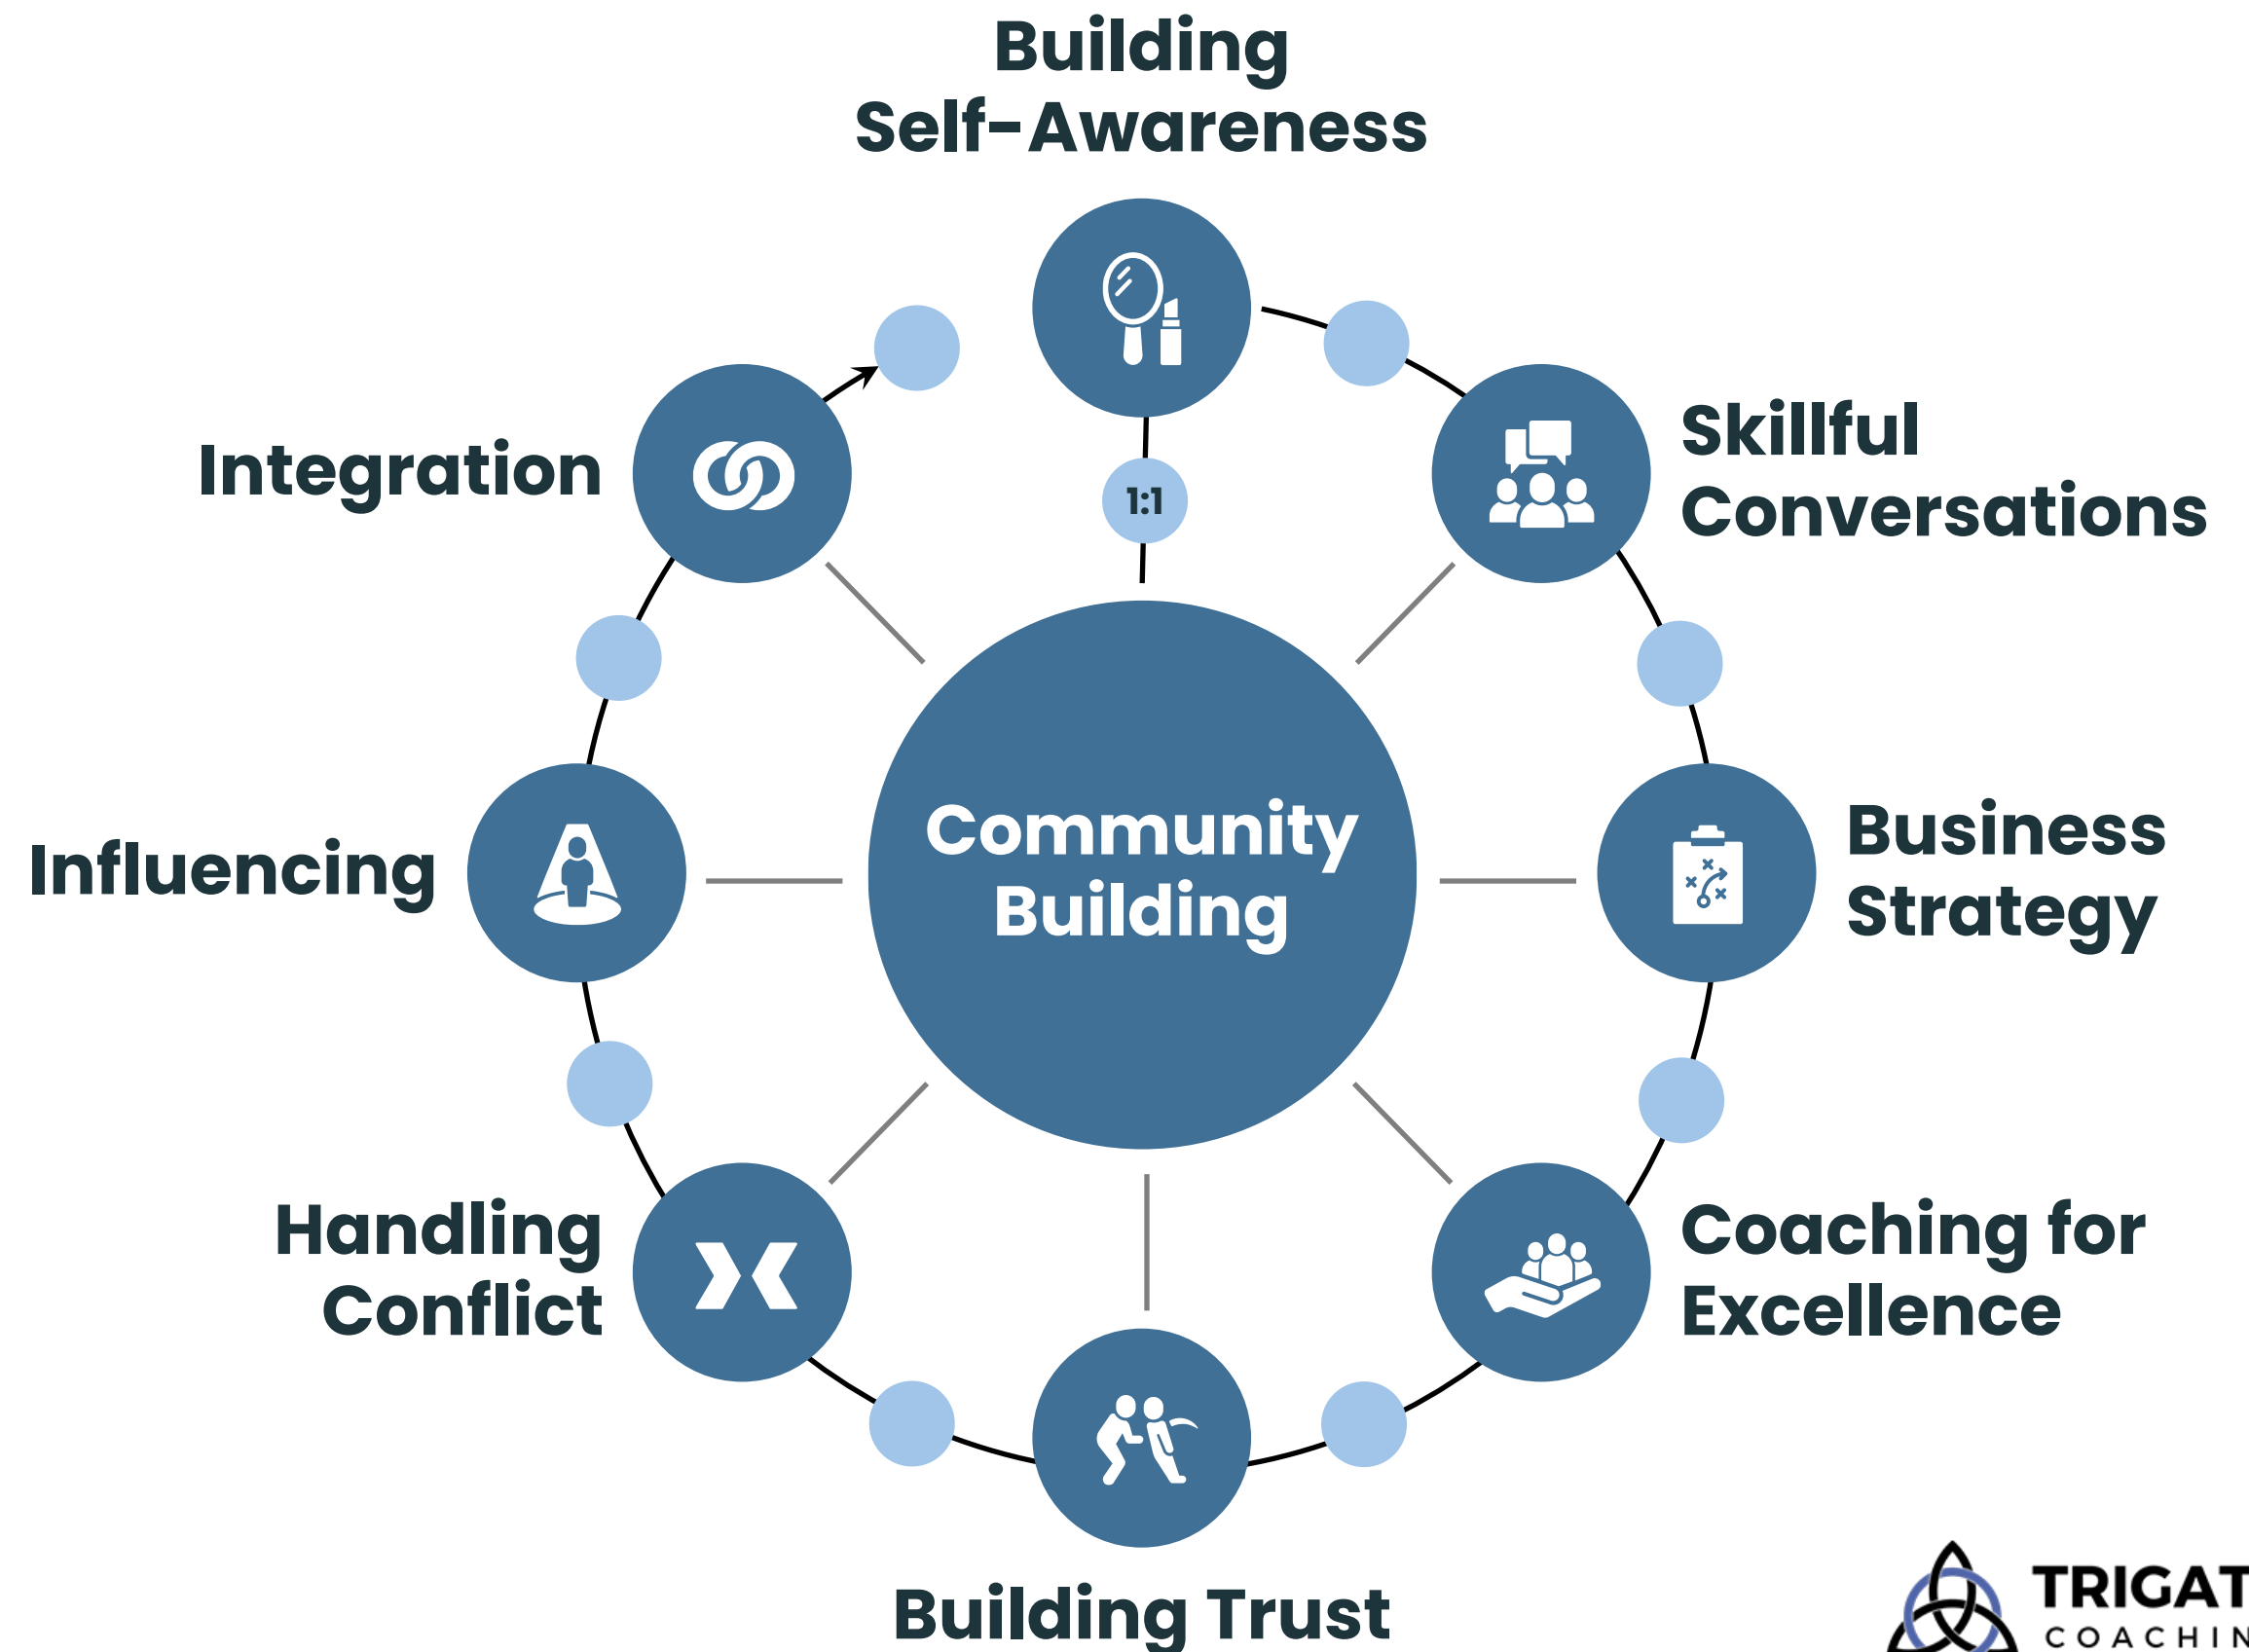 Building
Self-Awareness
Skillful
Conversations
Business
Strategy
Coaching for
Excellence
Building Trust
Handling
Conflict
Influencing
Integration
1:1
Community
Building